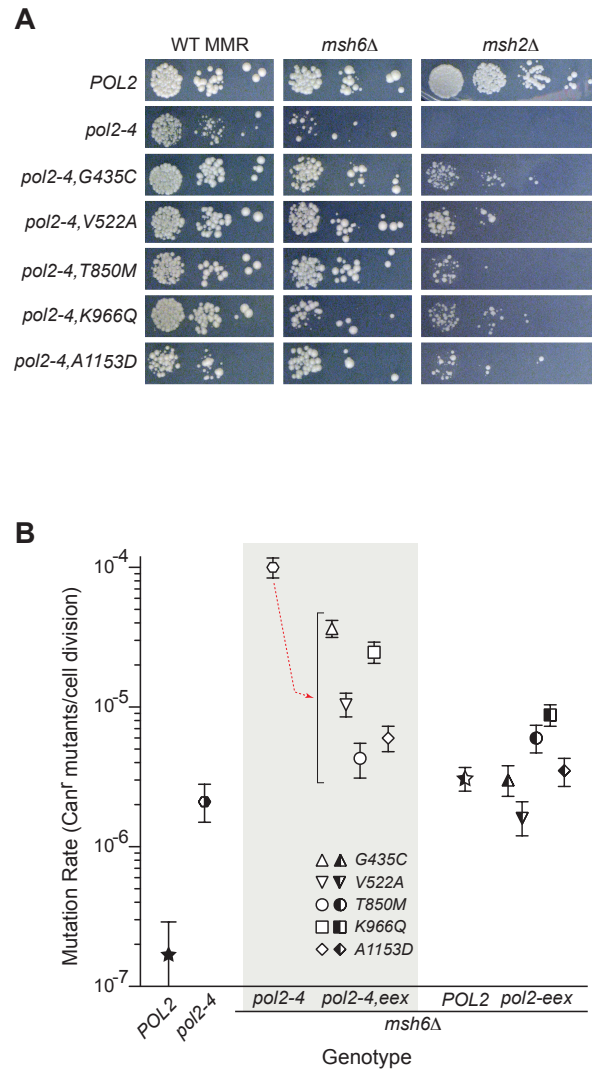 A
WT MMR msh6Δ msh2Δ
POL2
pol2-4
pol2-4,G435C
pol2-4,V522A
pol2-4,T850M
pol2-4,K966Q
pol2-4,A1153D
B
Mutation Rate (Canʳ mutants/cell division)
10⁻⁴
10⁻⁵
10⁻⁶
10⁻⁷
G435C
V522A
T850M
K966Q
A1153D
POL2 pol2-4 pol2-4 pol2-4,eex POL2 pol2-eex
msh6Δ
Genotype